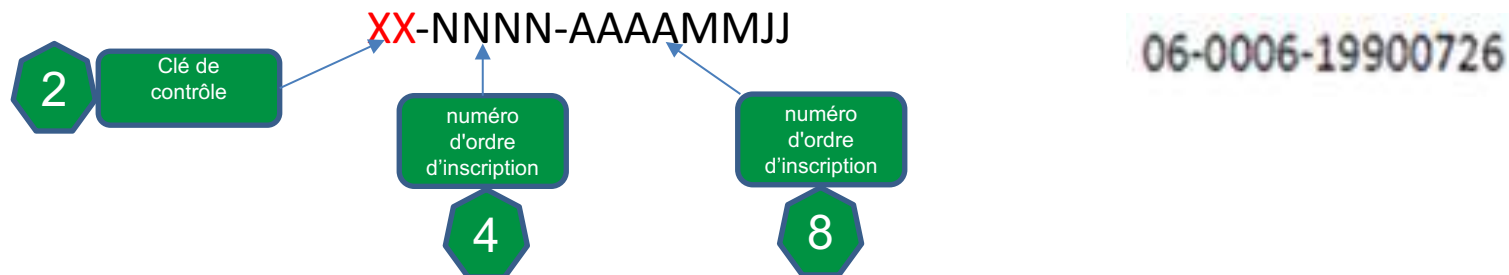 XX-NNNN-AAAAMMJJ
06-0006-19900726
2
Clé de
contrôle
numéro
d'ordre
d’inscription
4
numéro
d'ordre
d’inscription
8